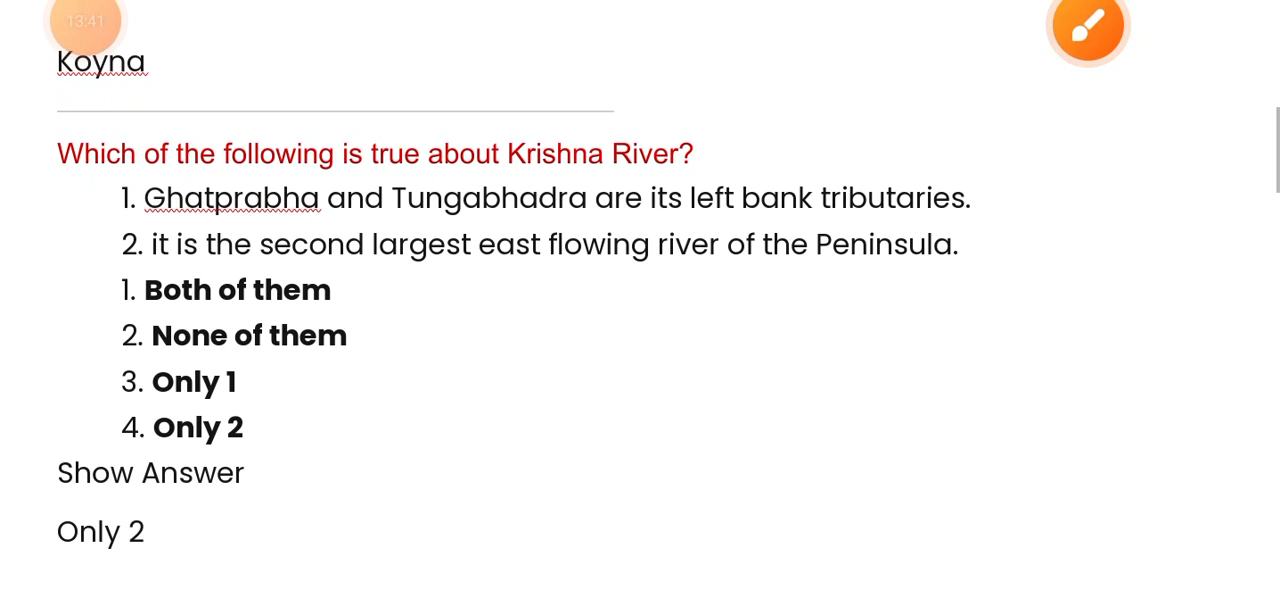 13:41
Koyna
Which of the following is true about Krishna River?
1. Ghatprabha and Tungabhadra are its left bank tributaries.
2. it is the second largest east flowing river of the Peninsula.
1. Both of them
2. None of them
3. Only 1
4. Only 2
Show Answer
Only 2